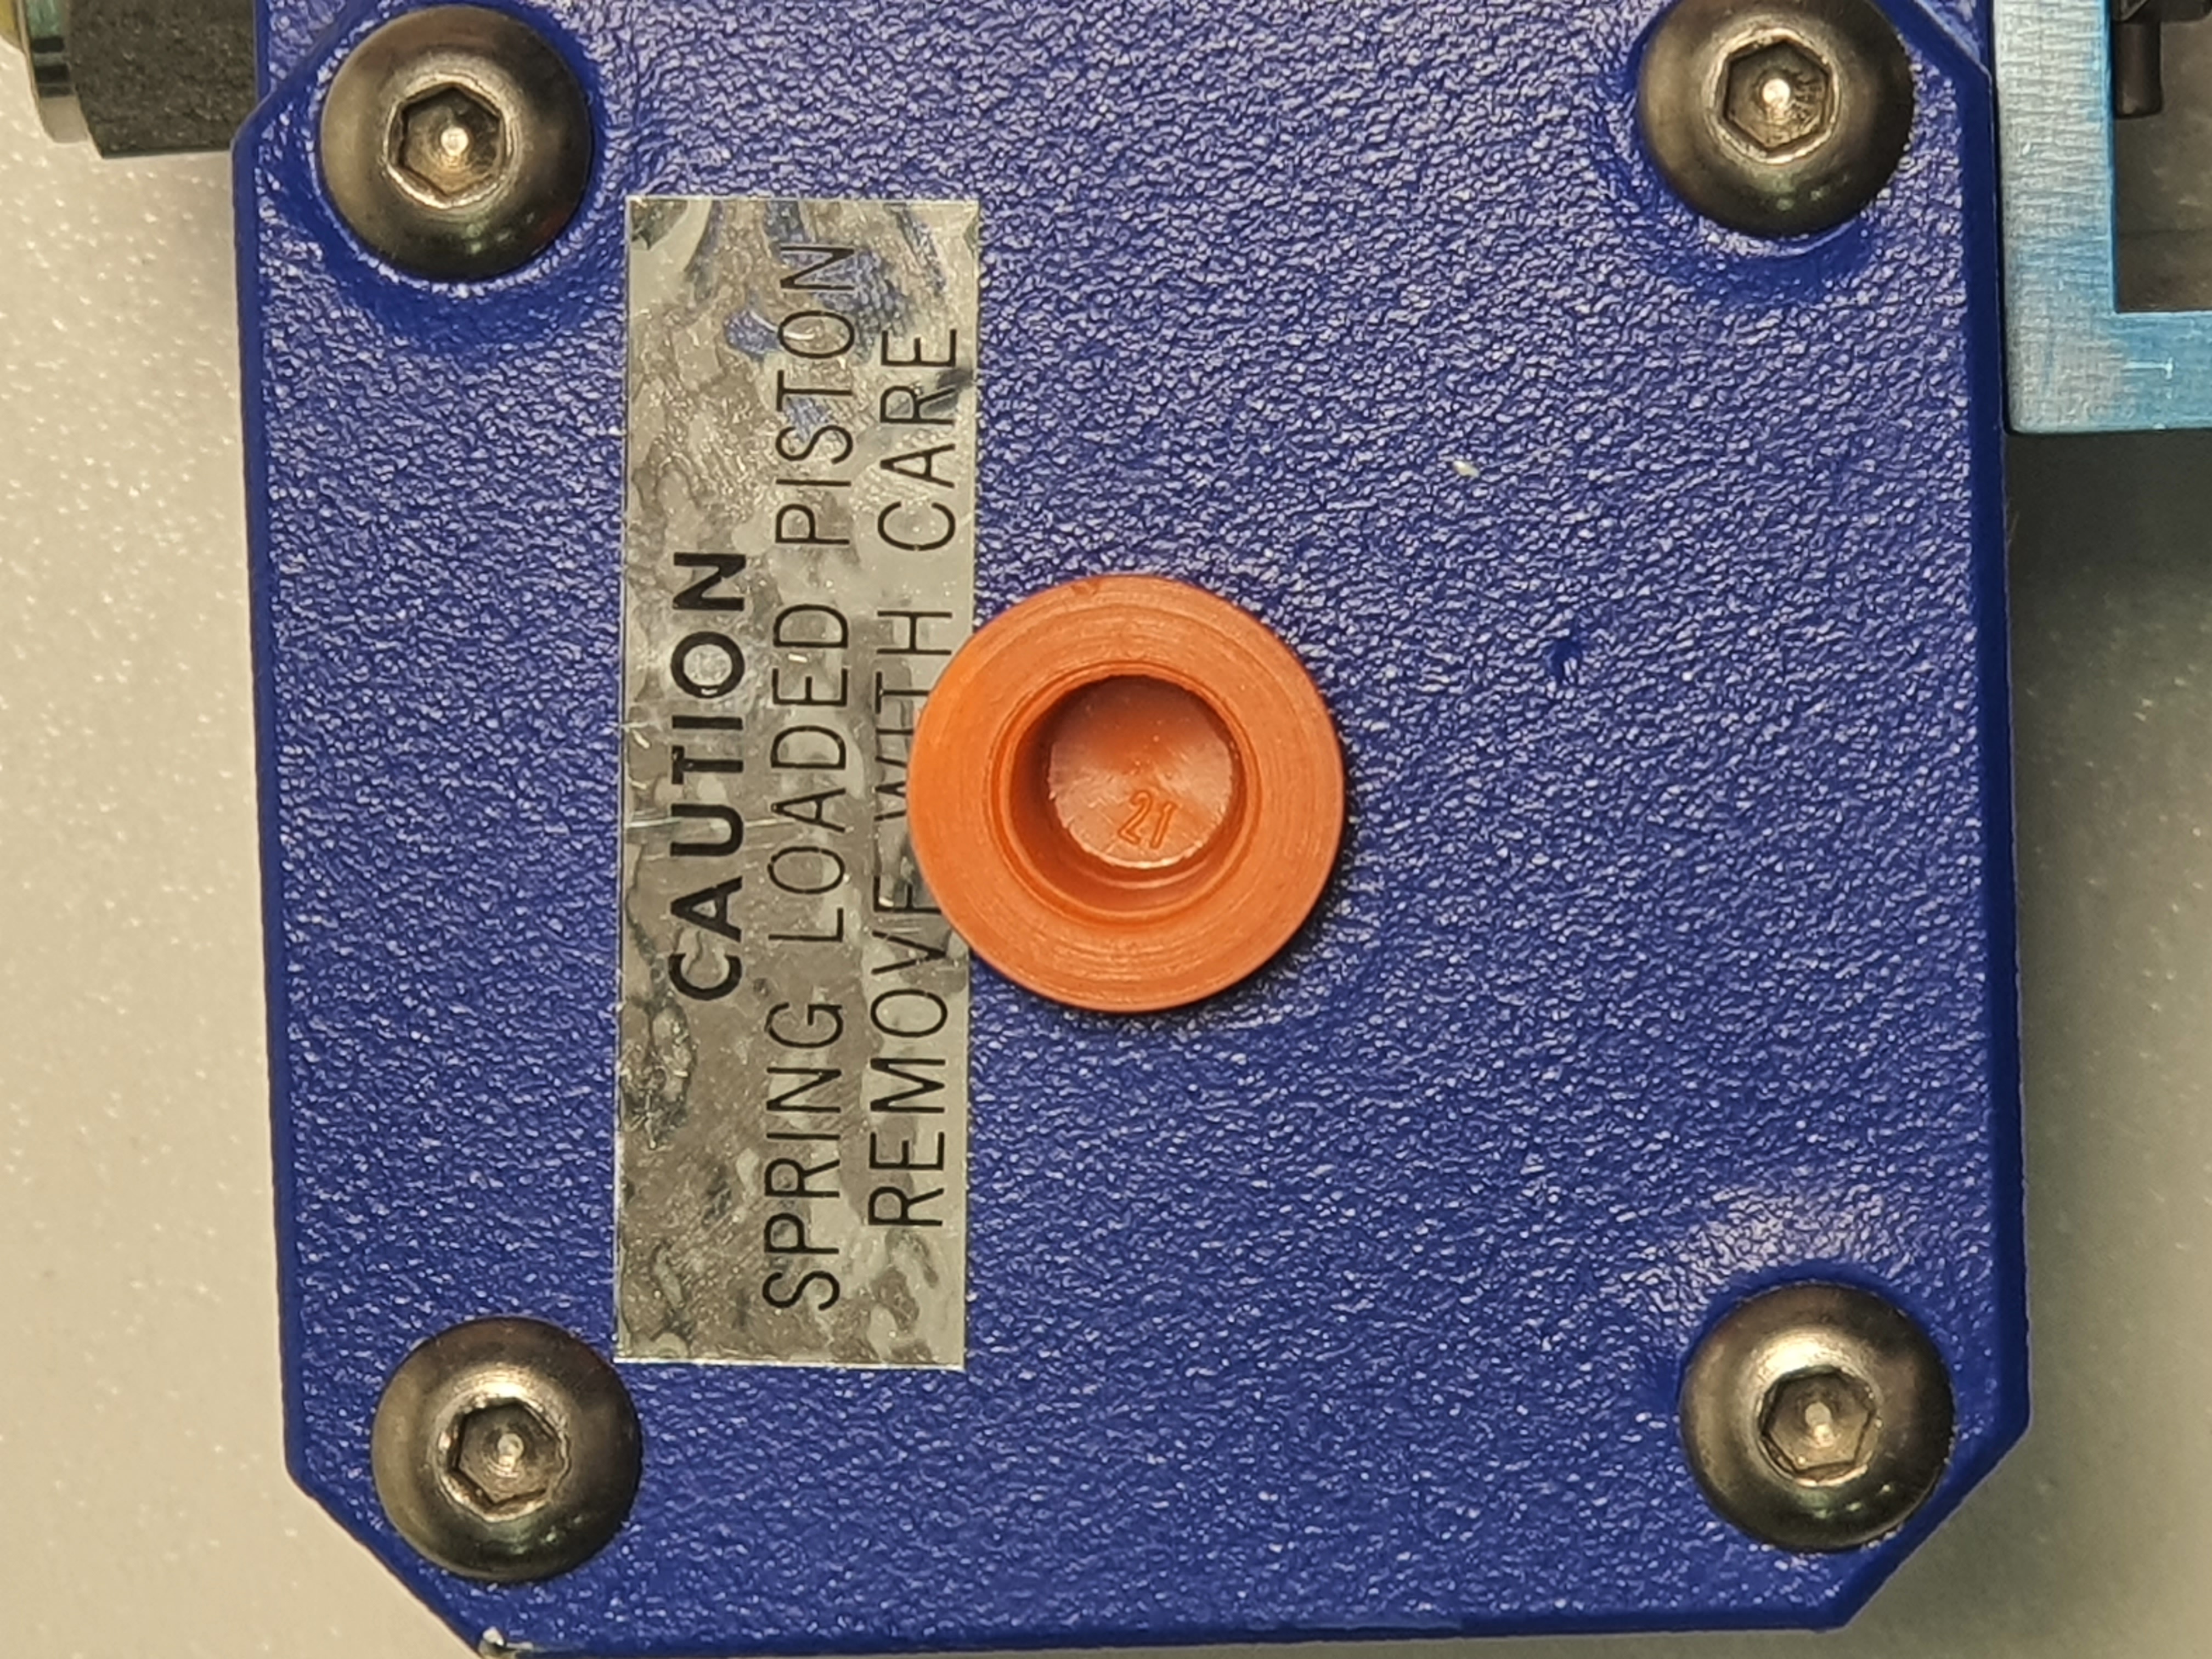 CAUTION
SPRING LOADED PISTON
REMOVE WITH CARE
21